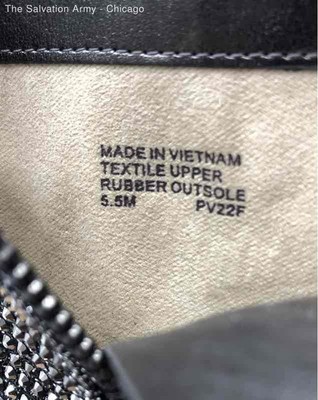 The Salvation Army - Chicago
MADE IN VIETNAM
TEXTILE UPPER
RUBBER OUTSOLE
5.5M PV22F